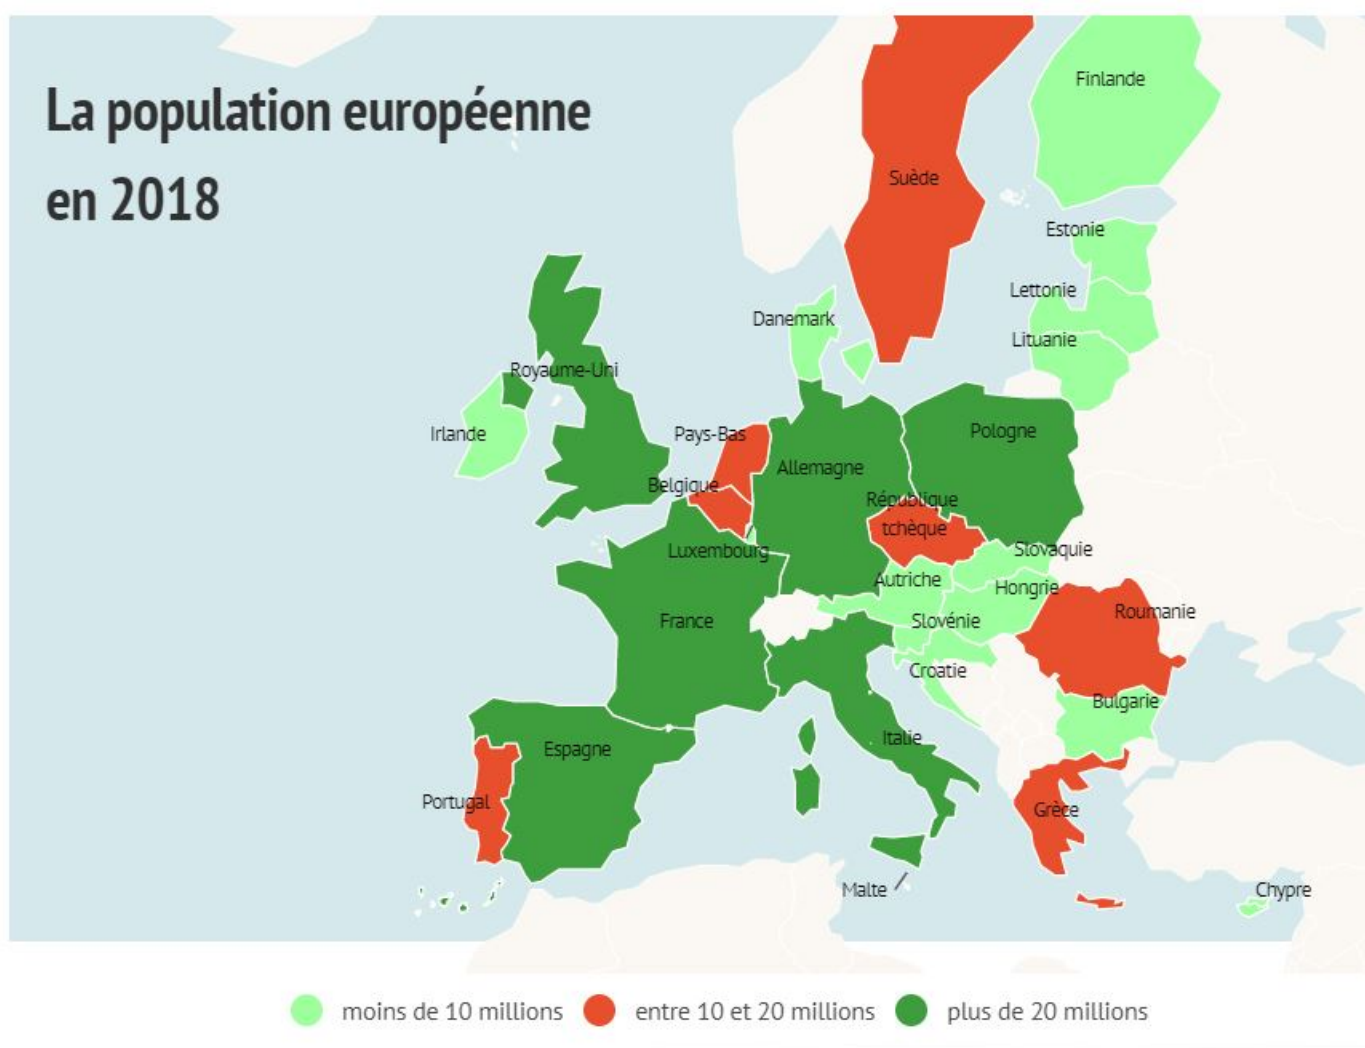 La population européenne
en 2018
Finlande
Suède
Estonie
Lettonie
Danemark
Lituanie
Royaume-Uni
Irlande
Pays-Bas
Pologne
Allemagne
Belgique
République
tchèque
Luxembourg
Slovaquie
Autriche
Hongrie
Roumanie
France
Slovénie
Croatie
Bulgarie
Italie
Espagne
Portugal
Grèce
Malte
Chypre
moins de 10 millions
entre 10 et 20 millions
plus de 20 millions